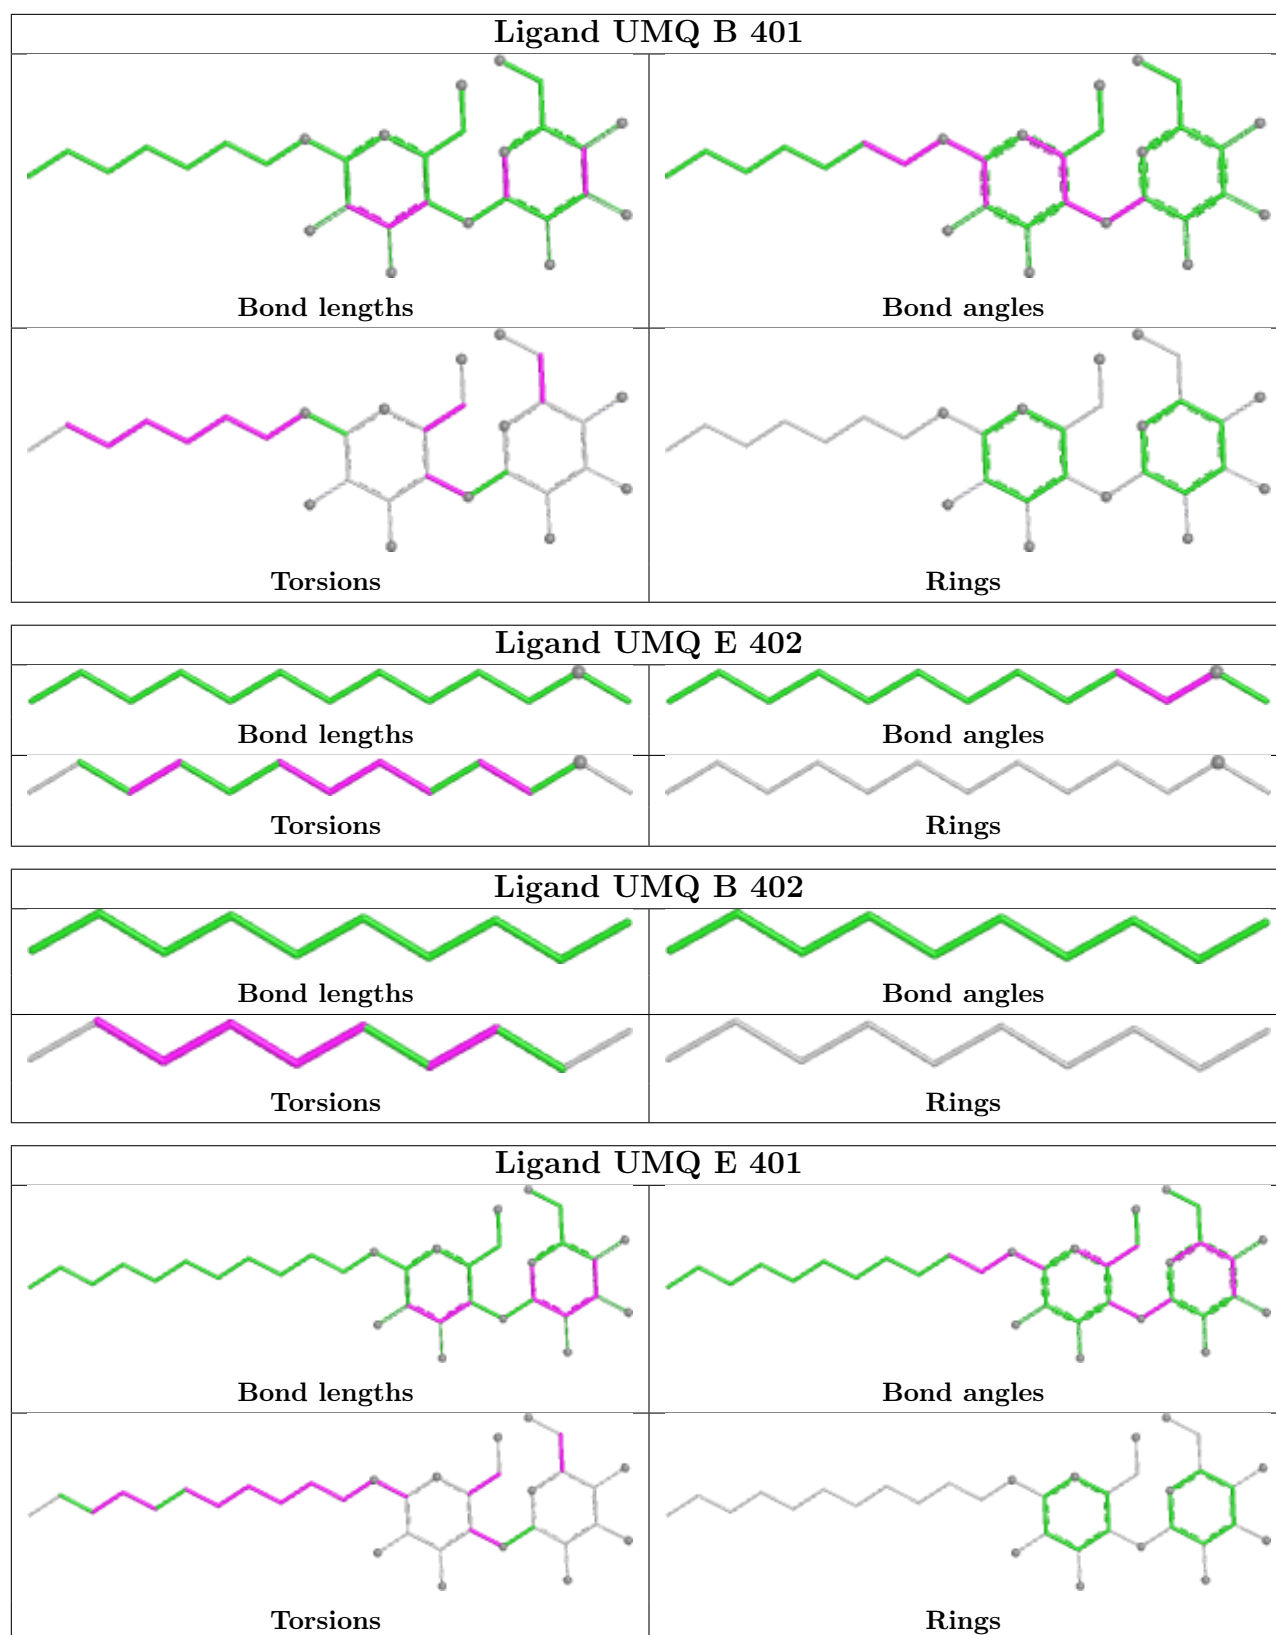 Ligand UMQ B 401
Bond lengths
Bond angles
Torsions
Rings
Ligand UMQ E 402
Bond lengths
Bond angles
Torsions
Rings
Ligand UMQ B 402
Bond lengths
Bond angles
Torsions
Rings
Ligand UMQ E 401
Bond lengths
Bond angles
Torsions
Rings